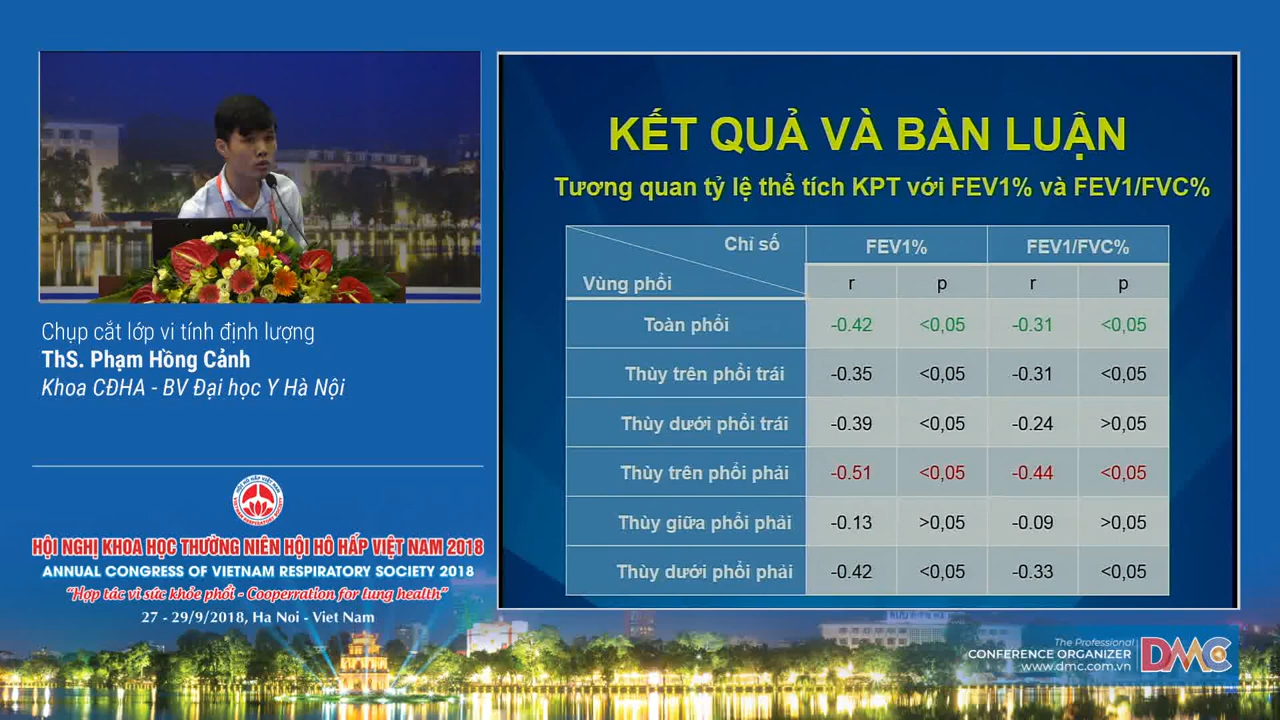 KẾT QUẢ VÀ BÀN LUẬN
Tương quan tỷ lệ thể tích KPT với FEV1% và FEV1/FVC%
Chỉ số FEV1% FEV1/FVC%
Vùng phổi r p r p
Toàn phổi -0.42 <0,05 -0.31 <0,05
Thùy trên phổi trái -0.35 <0,05 -0.31 <0,05
Thùy dưới phổi trái -0.39 <0,05 -0.24 >0,05
Thùy trên phổi phải -0.51 <0,05 -0.44 <0,05
Thùy giữa phổi phải -0.13 >0,05 -0.09 >0,05
Thùy dưới phổi phải -0.42 <0,05 -0.33 <0,05
Chụp cắt lớp vi tính định lượng
ThS. Phạm Hồng Cảnh
Khoa CĐHA - BV Đại học Y Hà Nội
HỘI NGHỊ KHOA HỌC THƯỜNG NIÊN HỘI HÔ HẤP VIỆT NAM 2018
ANNUAL CONGRESS OF VIETNAM RESPIRATORY SOCIETY 2018
“Hợp tác vì sức khỏe phổi - Cooperration for lung health”
27 - 29/9/2018, Ha Noi - Viet Nam
The Professional
CONFERENCE ORGANIZER
www.dmc.com.vn
DMC